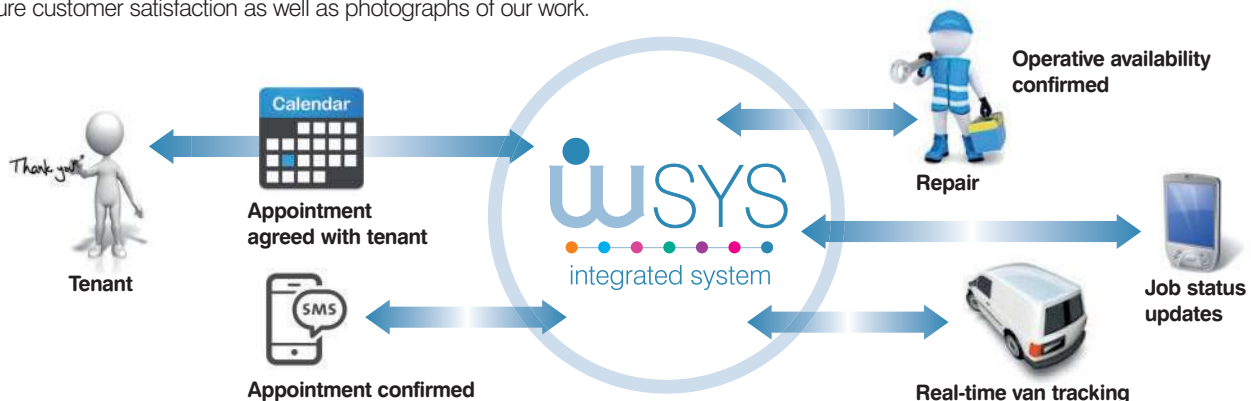 ure customer satisfaction as well as photographs of our work.
Calendar
Thank you!
Appointment
agreed with tenant
Tenant
SMS
Appointment confirmed
iwSYS
integrated system
Operative availability
confirmed
Repair
Job status
updates
Real-time van tracking